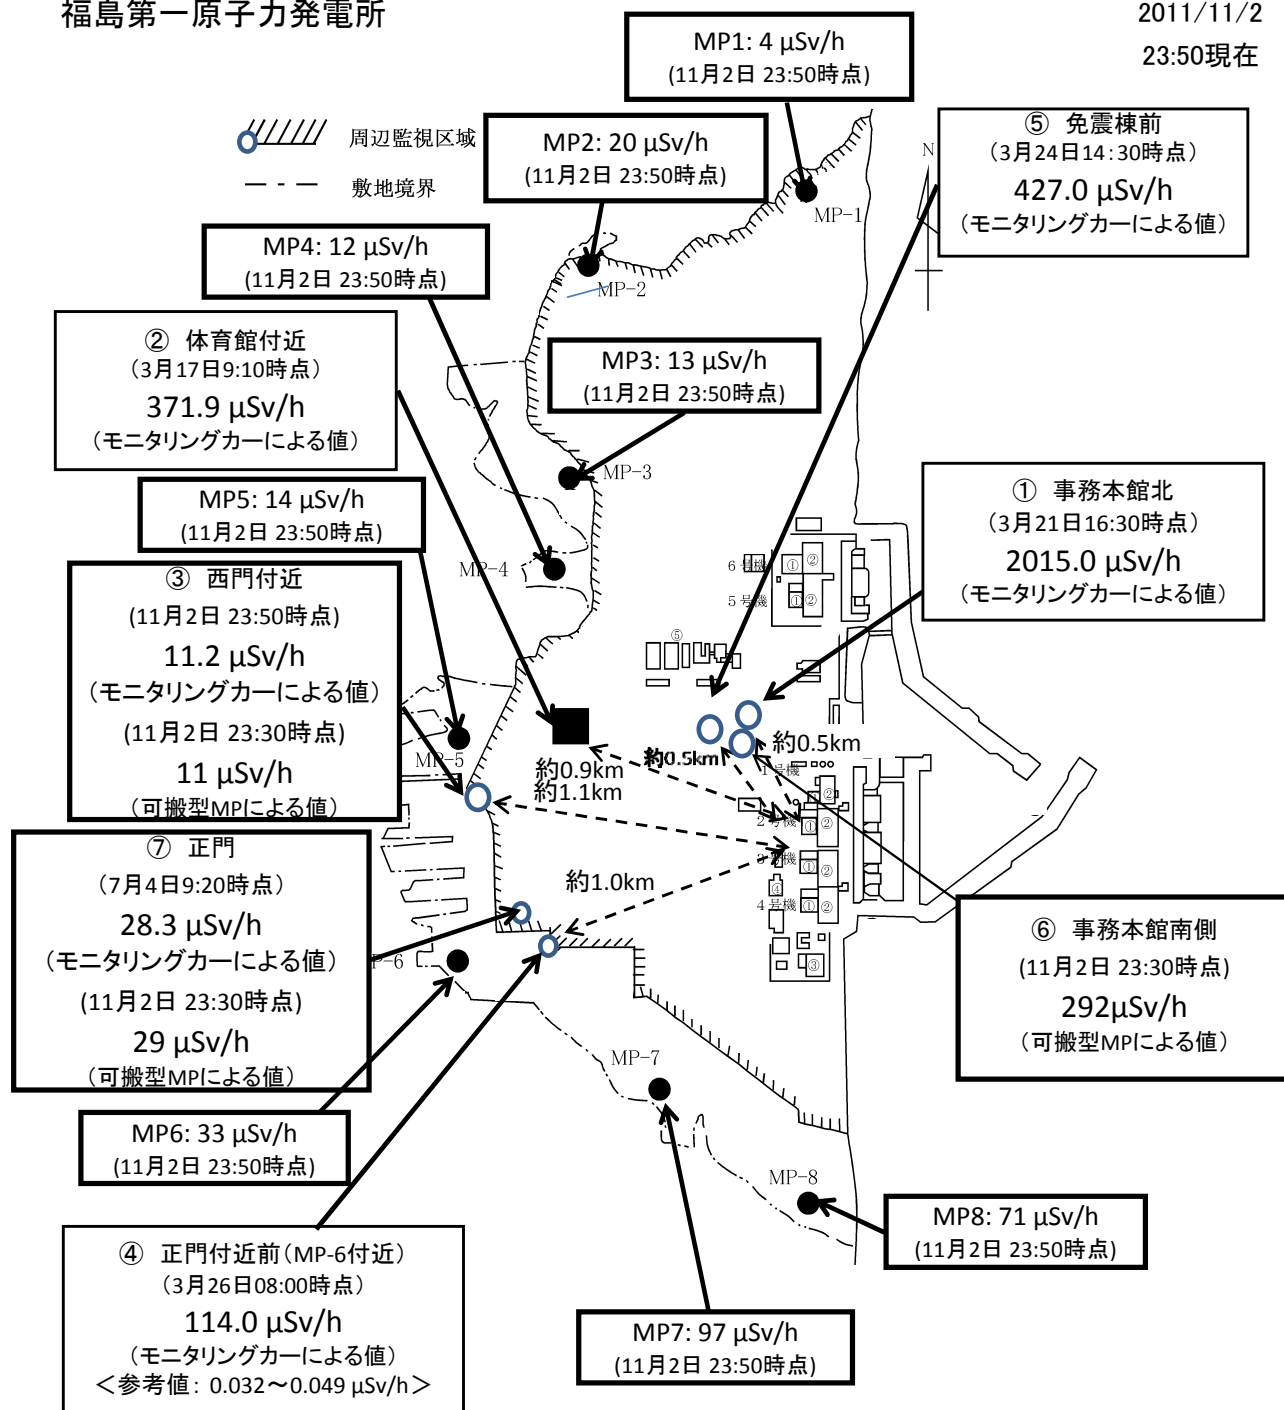 福島第一原子力発電所
2011/11/2
23:50現在
周辺監視区域
敷地境界
MP1: 4 μSv/h
(11月2日 23:50時点)
MP2: 20 μSv/h
(11月2日 23:50時点)
⑤ 免震棟前
(3月24日14:30時点)
427.0 μSv/h
(モニタリングカーによる値)
N
MP-1
MP4: 12 μSv/h
(11月2日 23:50時点)
MP-2
② 体育館付近
(3月17日9:10時点)
371.9 μSv/h
(モニタリングカーによる値)
MP3: 13 μSv/h
(11月2日 23:50時点)
MP-3
MP5: 14 μSv/h
(11月2日 23:50時点)
① 事務本館北
(3月21日16:30時点)
2015.0 μSv/h
(モニタリングカーによる値)
MP-4
6号機
① ②
5号機
① ②
⑤
③ 西門付近
(11月2日 23:50時点)
11.2 μSv/h
(モニタリングカーによる値)
(11月2日 23:30時点)
11 μSv/h
(可搬型MPによる値)
MP-5
約0.9km
約1.1km
約0.5km
約0.5km
1号機
②
2号機
① ②
3号機
① ②
④
4号機
① ②
③
約1.0km
⑦ 正門
(7月4日9:20時点)
28.3 μSv/h
(モニタリングカーによる値)
(11月2日 23:30時点)
29 μSv/h
(可搬型MPによる値)
P-6
⑥ 事務本館南側
(11月2日 23:30時点)
292μSv/h
(可搬型MPによる値)
MP-7
MP6: 33 μSv/h
(11月2日 23:50時点)
MP-8
MP8: 71 μSv/h
(11月2日 23:50時点)
④ 正門付近前(MP-6付近)
(3月26日08:00時点)
114.0 μSv/h
(モニタリングカーによる値)
<参考値: 0.032～0.049 μSv/h>
MP7: 97 μSv/h
(11月2日 23:50時点)